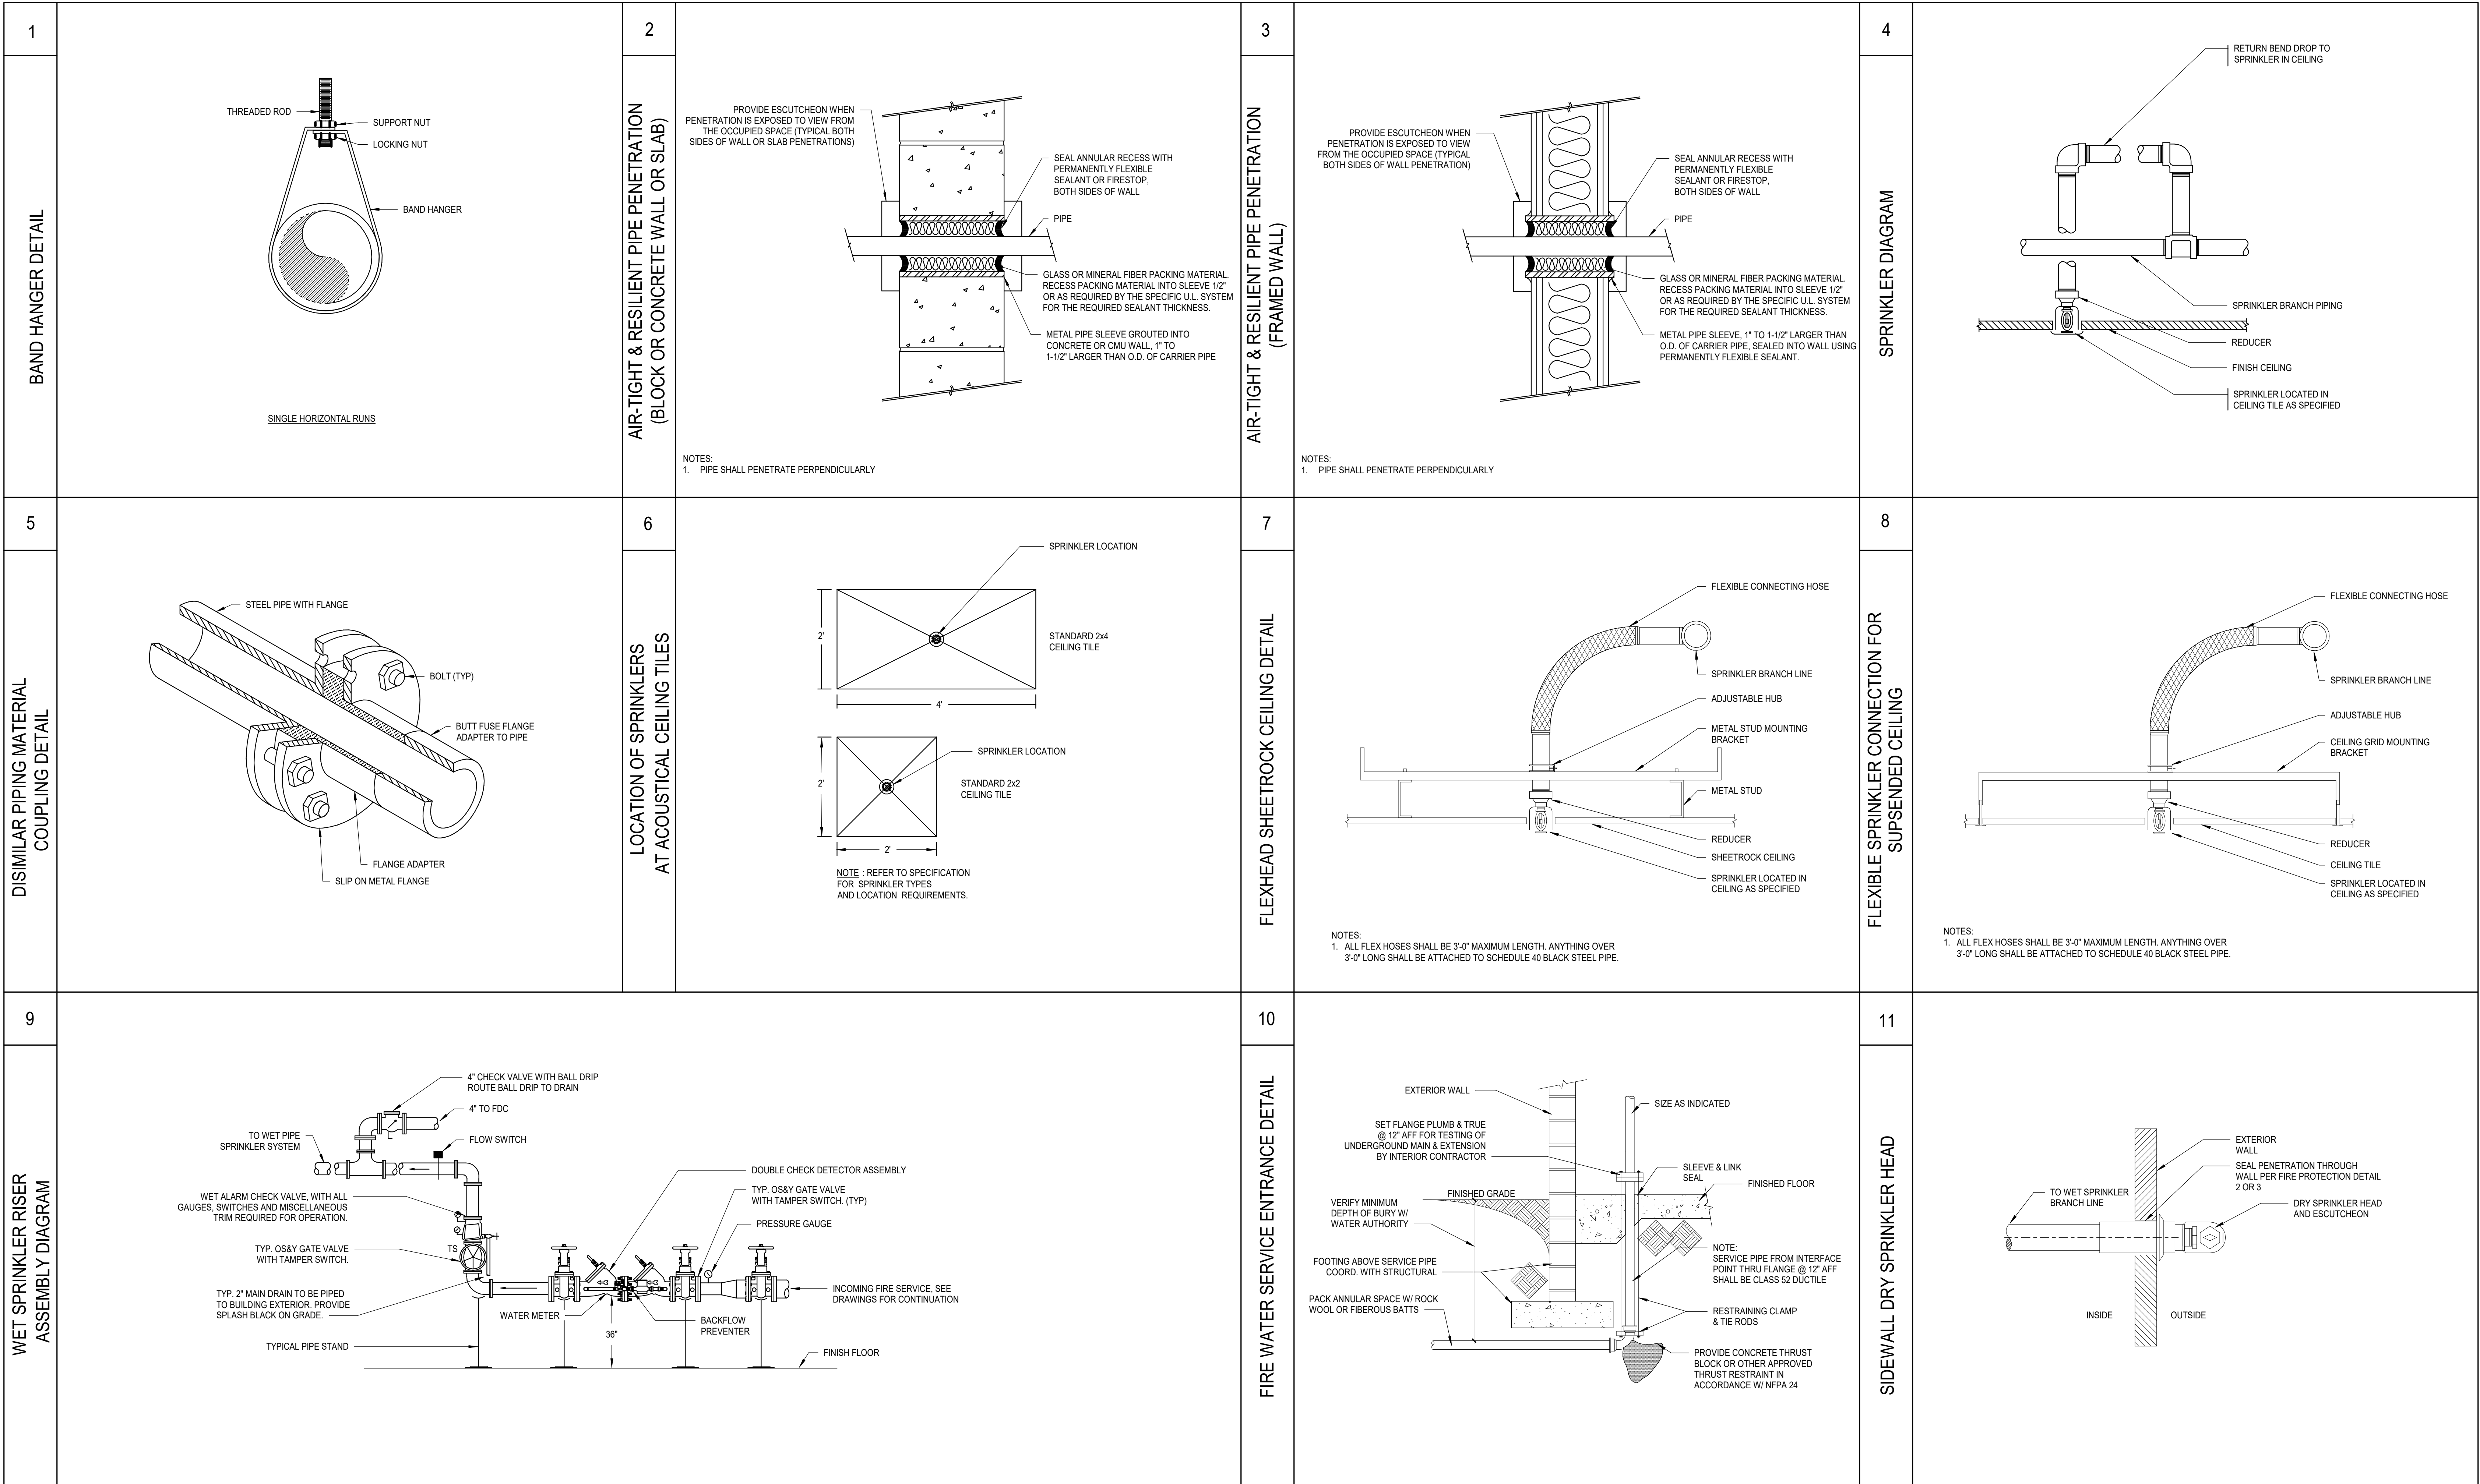 1
BAND HANGER DETAIL
THREADED ROD
SUPPORT NUT
LOCKING NUT
BAND HANGER
SINGLE HORIZONTAL RUNS
2
AIR-TIGHT & RESILIENT PIPE PENETRATION
(BLOCK OR CONCRETE WALL OR SLAB)
PROVIDE ESCUTCHEON WHEN
PENETRATION IS EXPOSED TO VIEW FROM
THE OCCUPIED SPACE (TYPICAL BOTH
SIDES OF WALL OR SLAB PENETRATIONS)
SEAL ANNULAR RECESS WITH
PERMANENTLY FLEXIBLE
SEALANT OR FIRESTOP,
BOTH SIDES OF WALL
PIPE
GLASS OR MINERAL FIBER PACKING MATERIAL.
RECESS PACKING MATERIAL INTO SLEEVE 1/2"
OR AS REQUIRED BY THE SPECIFIC U.L. SYSTEM
FOR THE REQUIRED SEALANT THICKNESS.
METAL PIPE SLEEVE GROUTED INTO
CONCRETE OR CMU WALL, 1" TO
1-1/2" LARGER THAN O.D. OF CARRIER PIPE
NOTES:
1. PIPE SHALL PENETRATE PERPENDICULARLY
3
AIR-TIGHT & RESILIENT PIPE PENETRATION
(FRAMED WALL)
PROVIDE ESCUTCHEON WHEN
PENETRATION IS EXPOSED TO VIEW
FROM THE OCCUPIED SPACE (TYPICAL
BOTH SIDES OF WALL PENETRATION)
SEAL ANNULAR RECESS WITH
PERMANENTLY FLEXIBLE
SEALANT OR FIRESTOP,
BOTH SIDES OF WALL
PIPE
GLASS OR MINERAL FIBER PACKING MATERIAL.
RECESS PACKING MATERIAL INTO SLEEVE 1/2"
OR AS REQUIRED BY THE SPECIFIC U.L. SYSTEM
FOR THE REQUIRED SEALANT THICKNESS.
METAL PIPE SLEEVE, 1" TO 1-1/2" LARGER THAN
O.D. OF CARRIER PIPE, SEALED INTO WALL USING
PERMANENTLY FLEXIBLE SEALANT.
NOTES:
1. PIPE SHALL PENETRATE PERPENDICULARLY
4
SPRINKLER DIAGRAM
RETURN BEND DROP TO
SPRINKLER IN CEILING
SPRINKLER BRANCH PIPING
REDUCER
FINISH CEILING
SPRINKLER LOCATED IN
CEILING TILE AS SPECIFIED
5
DISIMILAR PIPING MATERIAL
COUPLING DETAIL
STEEL PIPE WITH FLANGE
BOLT (TYP)
BUTT FUSE FLANGE
ADAPTER TO PIPE
FLANGE ADAPTER
SLIP ON METAL FLANGE
6
LOCATION OF SPRINKLERS
AT ACOUSTICAL CEILING TILES
SPRINKLER LOCATION
2'
STANDARD 2x4
CEILING TILE
4'
SPRINKLER LOCATION
2'
STANDARD 2x2
CEILING TILE
2'
NOTE : REFER TO SPECIFICATION
FOR SPRINKLER TYPES
AND LOCATION REQUIREMENTS.
7
FLEXHEAD SHEETROCK CEILING DETAIL
FLEXIBLE CONNECTING HOSE
SPRINKLER BRANCH LINE
ADJUSTABLE HUB
METAL STUD MOUNTING
BRACKET
METAL STUD
REDUCER
SHEETROCK CEILING
SPRINKLER LOCATED IN
CEILING AS SPECIFIED
NOTES:
1. ALL FLEX HOSES SHALL BE 3'-0" MAXIMUM LENGTH. ANYTHING OVER
3'-0" LONG SHALL BE ATTACHED TO SCHEDULE 40 BLACK STEEL PIPE.
8
FLEXIBLE SPRINKLER CONNECTION FOR
SUPSENDED CEILING
FLEXIBLE CONNECTING HOSE
SPRINKLER BRANCH LINE
ADJUSTABLE HUB
CEILING GRID MOUNTING
BRACKET
REDUCER
CEILING TILE
SPRINKLER LOCATED IN
CEILING AS SPECIFIED
NOTES:
1. ALL FLEX HOSES SHALL BE 3'-0" MAXIMUM LENGTH. ANYTHING OVER
3'-0" LONG SHALL BE ATTACHED TO SCHEDULE 40 BLACK STEEL PIPE.
9
WET SPRINKLER RISER
ASSEMBLY DIAGRAM
4" CHECK VALVE WITH BALL DRIP
ROUTE BALL DRIP TO DRAIN
4" TO FDC
TO WET PIPE
SPRINKLER SYSTEM
FLOW SWITCH
DOUBLE CHECK DETECTOR ASSEMBLY
TYP. OS&Y GATE VALVE
WITH TAMPER SWITCH. (TYP)
WET ALARM CHECK VALVE, WITH ALL
GAUGES, SWITCHES AND MISCELLANEOUS
TRIM REQUIRED FOR OPERATION.
PRESSURE GAUGE
TS
TYP. OS&Y GATE VALVE
WITH TAMPER SWITCH.
TYP. 2" MAIN DRAIN TO BE PIPED
TO BUILDING EXTERIOR. PROVIDE
SPLASH BLACK ON GRADE.
INCOMING FIRE SERVICE, SEE
DRAWINGS FOR CONTINUATION
WATER METER
BACKFLOW
PREVENTER
36"
TYPICAL PIPE STAND
FINISH FLOOR
10
FIRE WATER SERVICE ENTRANCE DETAIL
EXTERIOR WALL
SIZE AS INDICATED
SET FLANGE PLUMB & TRUE
@ 12" AFF FOR TESTING OF
UNDERGROUND MAIN & EXTENSION
BY INTERIOR CONTRACTOR
SLEEVE & LINK
SEAL
FINISHED FLOOR
FINISHED GRADE
VERIFY MINIMUM
DEPTH OF BURY W/
WATER AUTHORITY
NOTE:
SERVICE PIPE FROM INTERFACE
POINT THRU FLANGE @ 12" AFF
SHALL BE CLASS 52 DUCTILE
FOOTING ABOVE SERVICE PIPE
COORD. WITH STRUCTURAL
PACK ANNULAR SPACE W/ ROCK
WOOL OR FIBEROUS BATTS
RESTRAINING CLAMP
& TIE RODS
PROVIDE CONCRETE THRUST
BLOCK OR OTHER APPROVED
THRUST RESTRAINT IN
ACCORDANCE W/ NFPA 24
11
SIDEWALL DRY SPRINKLER HEAD
EXTERIOR
WALL
SEAL PENETRATION THROUGH
WALL PER FIRE PROTECTION DETAIL
2 OR 3
TO WET SPRINKLER
BRANCH LINE
DRY SPRINKLER HEAD
AND ESCUTCHEON
INSIDE
OUTSIDE